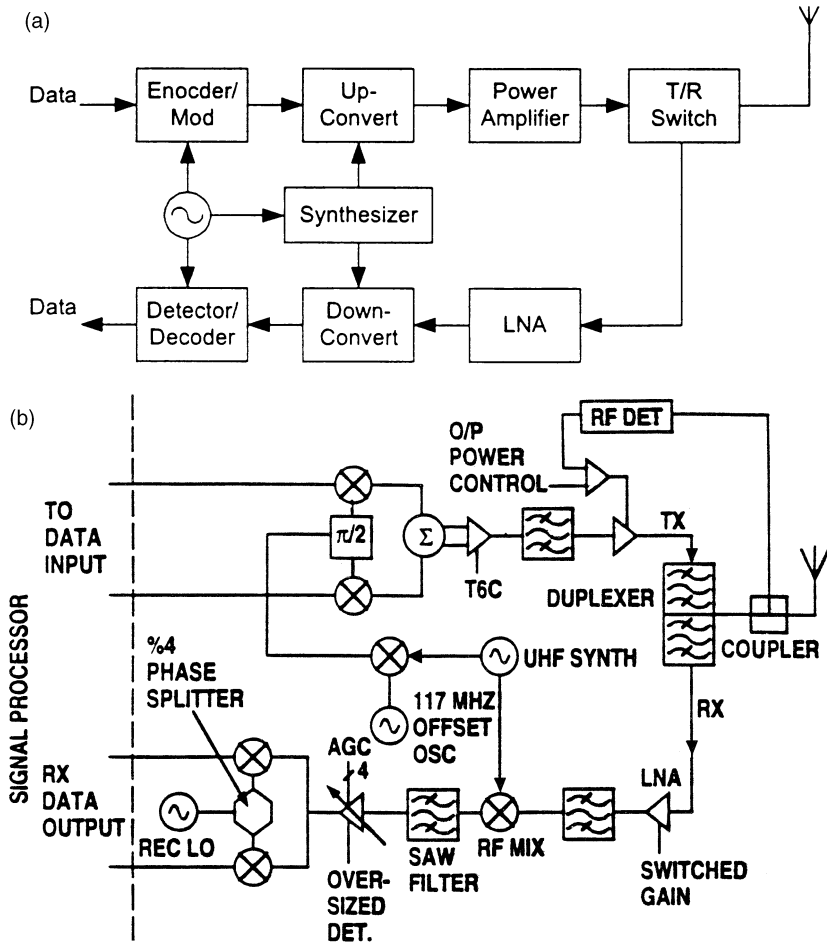 (a)
Data
Enocder/
Mod
Up-
Convert
Power
Amplifier
T/R
Switch
Synthesizer
Data
Detector/
Decoder
Down-
Convert
LNA
(b)
RF DET
O/P
POWER
CONTROL
TO
DATA
INPUT
π/2
Σ
T6C
TX
DUPLEXER
COUPLER
SIGNAL PROCESSOR
%4
PHASE
SPLITTER
UHF SYNTH
117 MHZ
OFFSET
OSC
RX
AGC
4
LNA
RX
DATA
OUTPUT
REC LO
SAW
FILTER
RF MIX
SWITCHED
GAIN
OVER-
SIZED
DET.